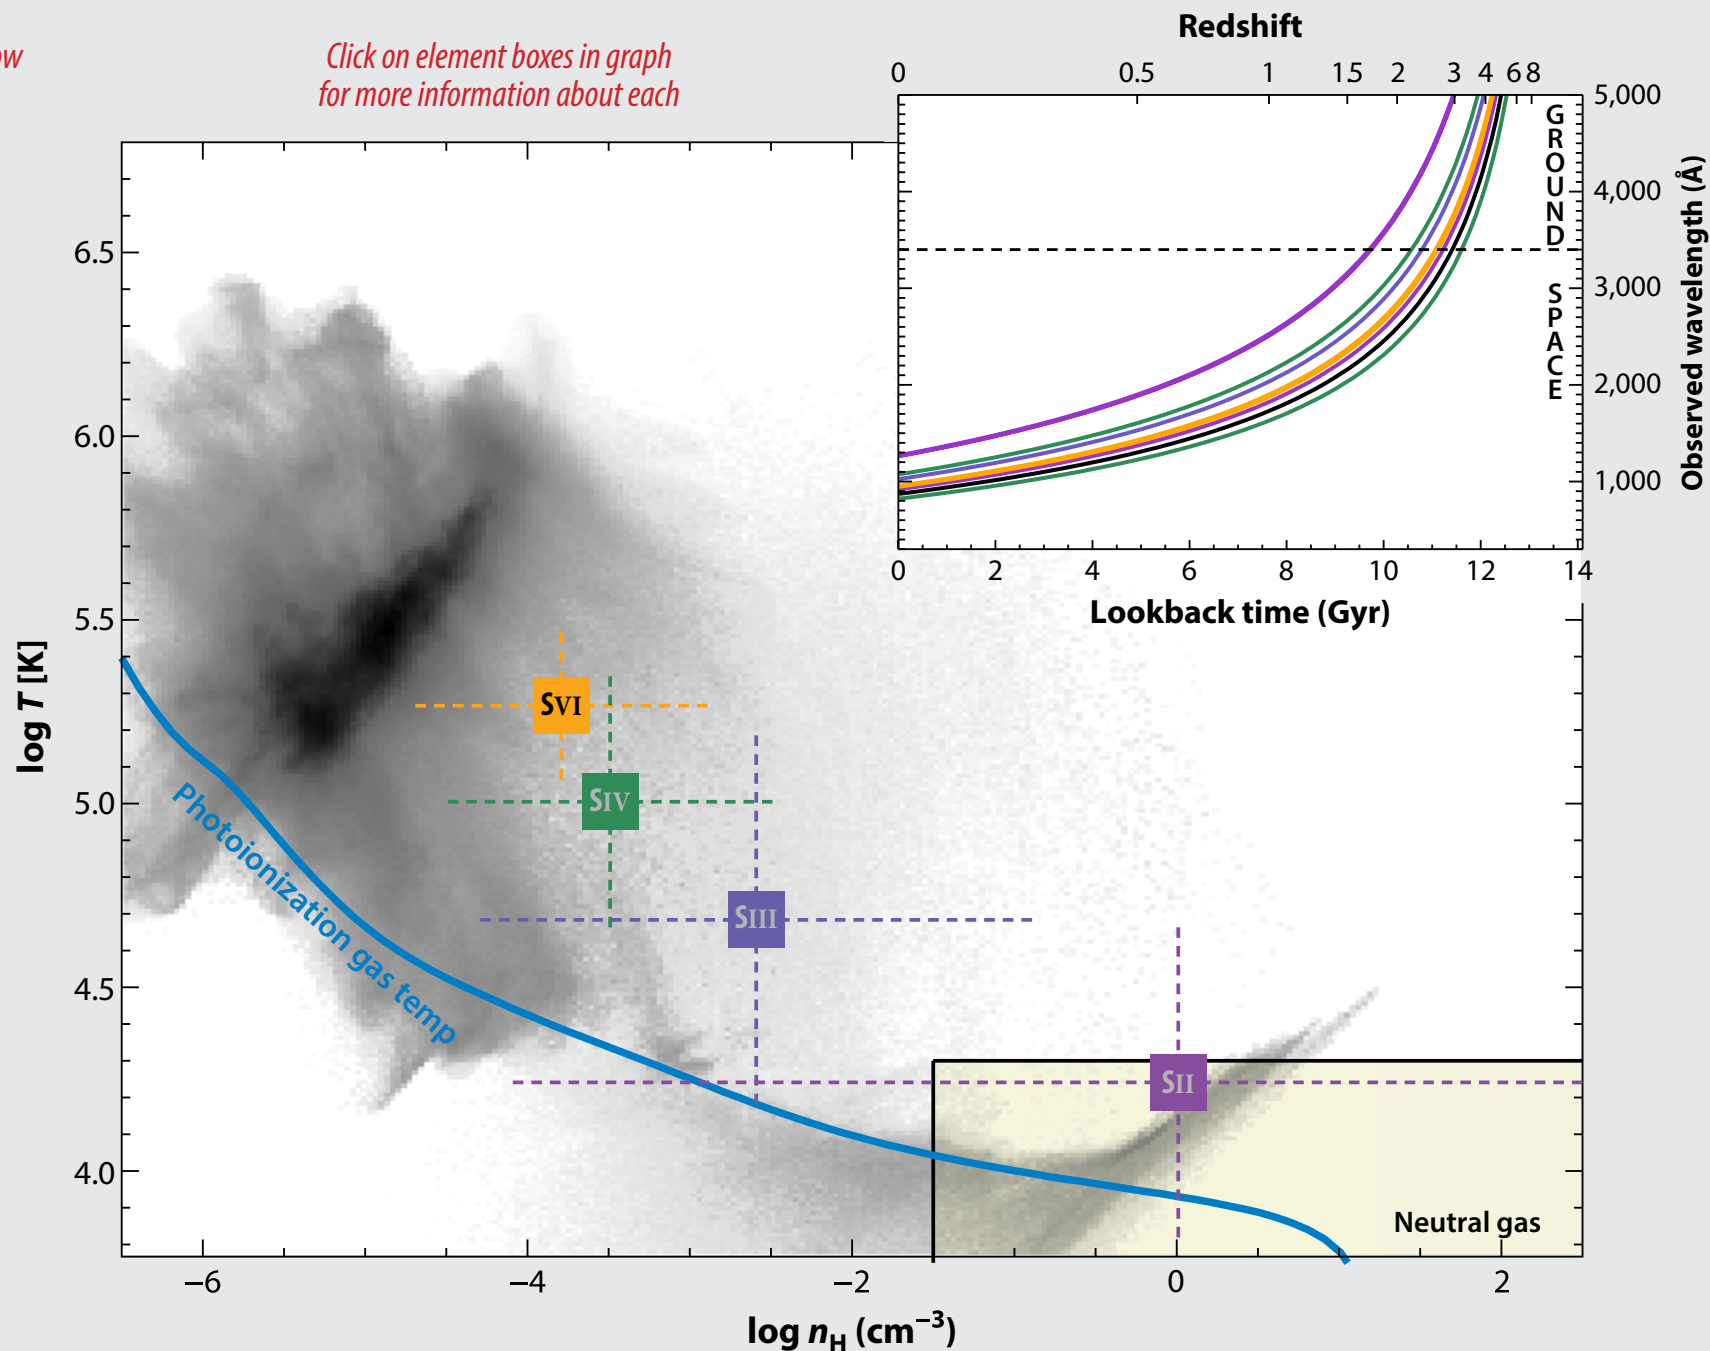 ow
Click on element boxes in graph
for more information about each
Redshift
0 0.5 1 15 2 3 4 6 8
5,000
4,000
3,000
2,000
1,000
Observed wavelength (Å)
GROUND
SPACE
0 2 4 6 8 10 12 14
Lookback time (Gyr)
6.5
6.0
5.5
5.0
4.5
4.0
log T [K]
SVI
SIV
SIII
SII
Photoionization gas temp
Neutral gas
−6 −4 −2 0 2
log nH (cm−3)